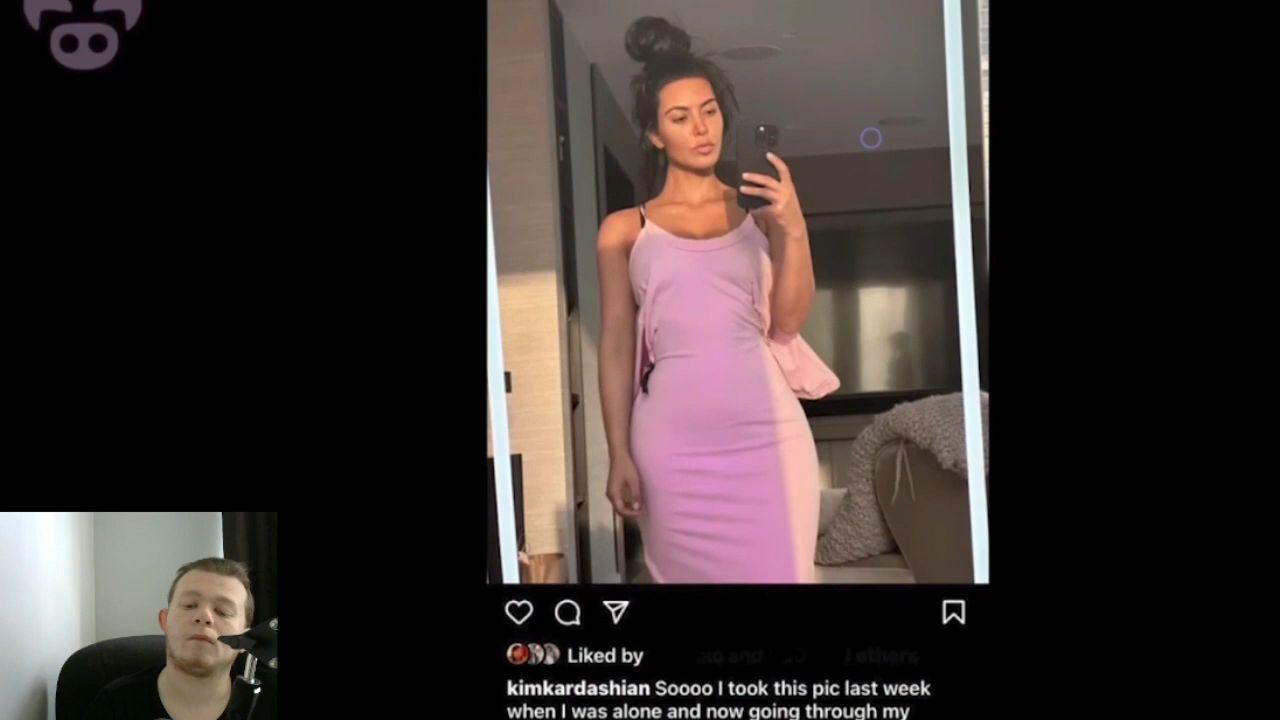 Liked by
kimkardashian Soooo I took this pic last week
when I was alone and now going through my